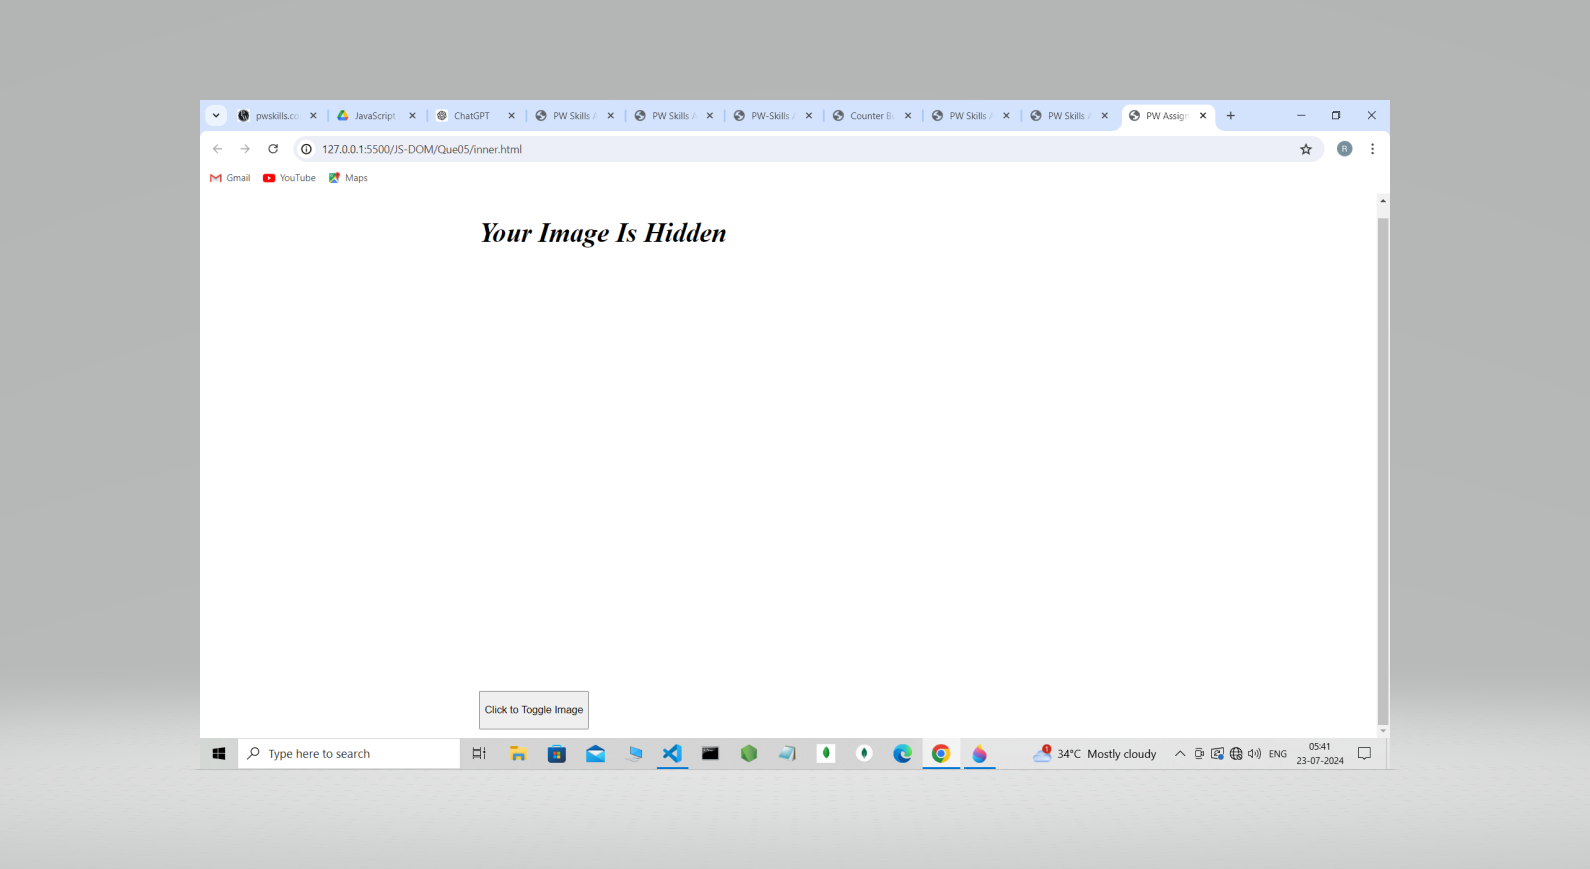 pwskills.co
JavaScript
ChatGPT
PW Skills
PW Skills
PW-Skills
Counter B
PW Skills
PW Skills
PW Assig
127.0.0.1:5500/JS-DOM/Que05/inner.html
R
Gmail
YouTube
Maps
Your Image Is Hidden
Click to Toggle Image
Type here to search
1
34°C Mostly cloudy
ENG
05:41
23-07-2024